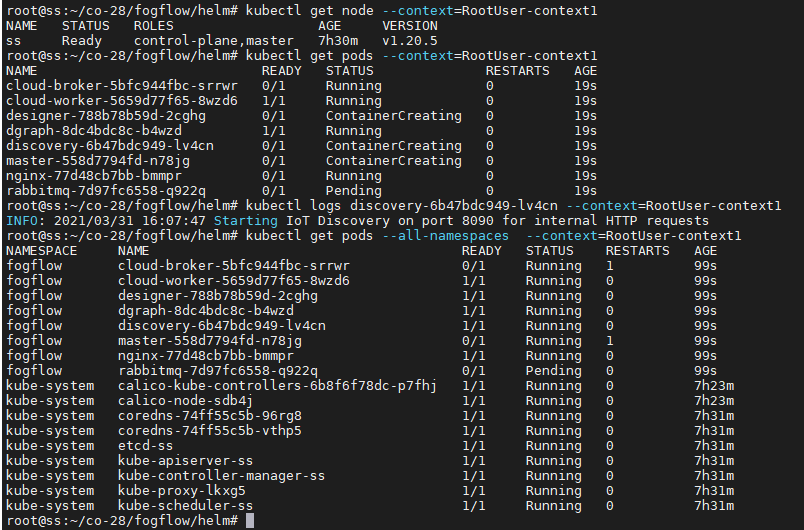 root@ss:~/co-28/fogflow/helm# kubectl get node --context=RootUser-context1
NAME STATUS ROLES AGE VERSION
ss Ready control-plane,master 7h30m v1.20.5
root@ss:~/co-28/fogflow/helm# kubectl get pods --context=RootUser-context1
NAME READY STATUS RESTARTS AGE
cloud-broker-5bfc944fbc-srrwr 0/1 Running 0 19s
cloud-worker-5659d77f65-8wzd6 1/1 Running 0 19s
designer-788b78b59d-2cghg 0/1 ContainerCreating 0 19s
dgraph-8dc4bdc8c-b4wzd 1/1 Running 0 19s
discovery-6b47bdc949-lv4cn 0/1 ContainerCreating 0 19s
master-558d7794fd-n78jg 0/1 ContainerCreating 0 19s
nginx-77d48cb7bb-bmmpr 1/1 Running 0 19s
rabbitmq-7d97fc6558-q922q 0/1 Pending 0 19s
root@ss:~/co-28/fogflow/helm# kubectl logs discovery-6b47bdc949-lv4cn --context=RootUser-context1
INFO: 2021/03/31 16:07:47 Starting IoT Discovery on port 8090 for internal HTTP requests
root@ss:~/co-28/fogflow/helm# kubectl get pods --all-namespaces --context=RootUser-context1
NAMESPACE NAME READY STATUS RESTARTS AGE
fogflow cloud-broker-5bfc944fbc-srrwr 0/1 Running 1 99s
fogflow cloud-worker-5659d77f65-8wzd6 1/1 Running 0 99s
fogflow designer-788b78b59d-2cghg 1/1 Running 0 99s
fogflow dgraph-8dc4bdc8c-b4wzd 1/1 Running 0 99s
fogflow discovery-6b47bdc949-lv4cn 1/1 Running 0 99s
fogflow master-558d7794fd-n78jg 0/1 Running 1 99s
fogflow nginx-77d48cb7bb-bmmpr 1/1 Running 0 99s
fogflow rabbitmq-7d97fc6558-q922q 0/1 Pending 0 99s
kube-system calico-kube-controllers-6b8f6f78dc-p7fhj 1/1 Running 0 7h23m
kube-system calico-node-sdb4j 1/1 Running 0 7h23m
kube-system coredns-74ff55c5b-96rg8 1/1 Running 0 7h31m
kube-system coredns-74ff55c5b-vthp5 1/1 Running 0 7h31m
kube-system etcd-ss 1/1 Running 0 7h31m
kube-system kube-apiserver-ss 1/1 Running 0 7h31m
kube-system kube-controller-manager-ss 1/1 Running 0 7h31m
kube-system kube-proxy-lkxg5 1/1 Running 0 7h31m
kube-system kube-scheduler-ss 1/1 Running 0 7h31m
root@ss:~/co-28/fogflow/helm#